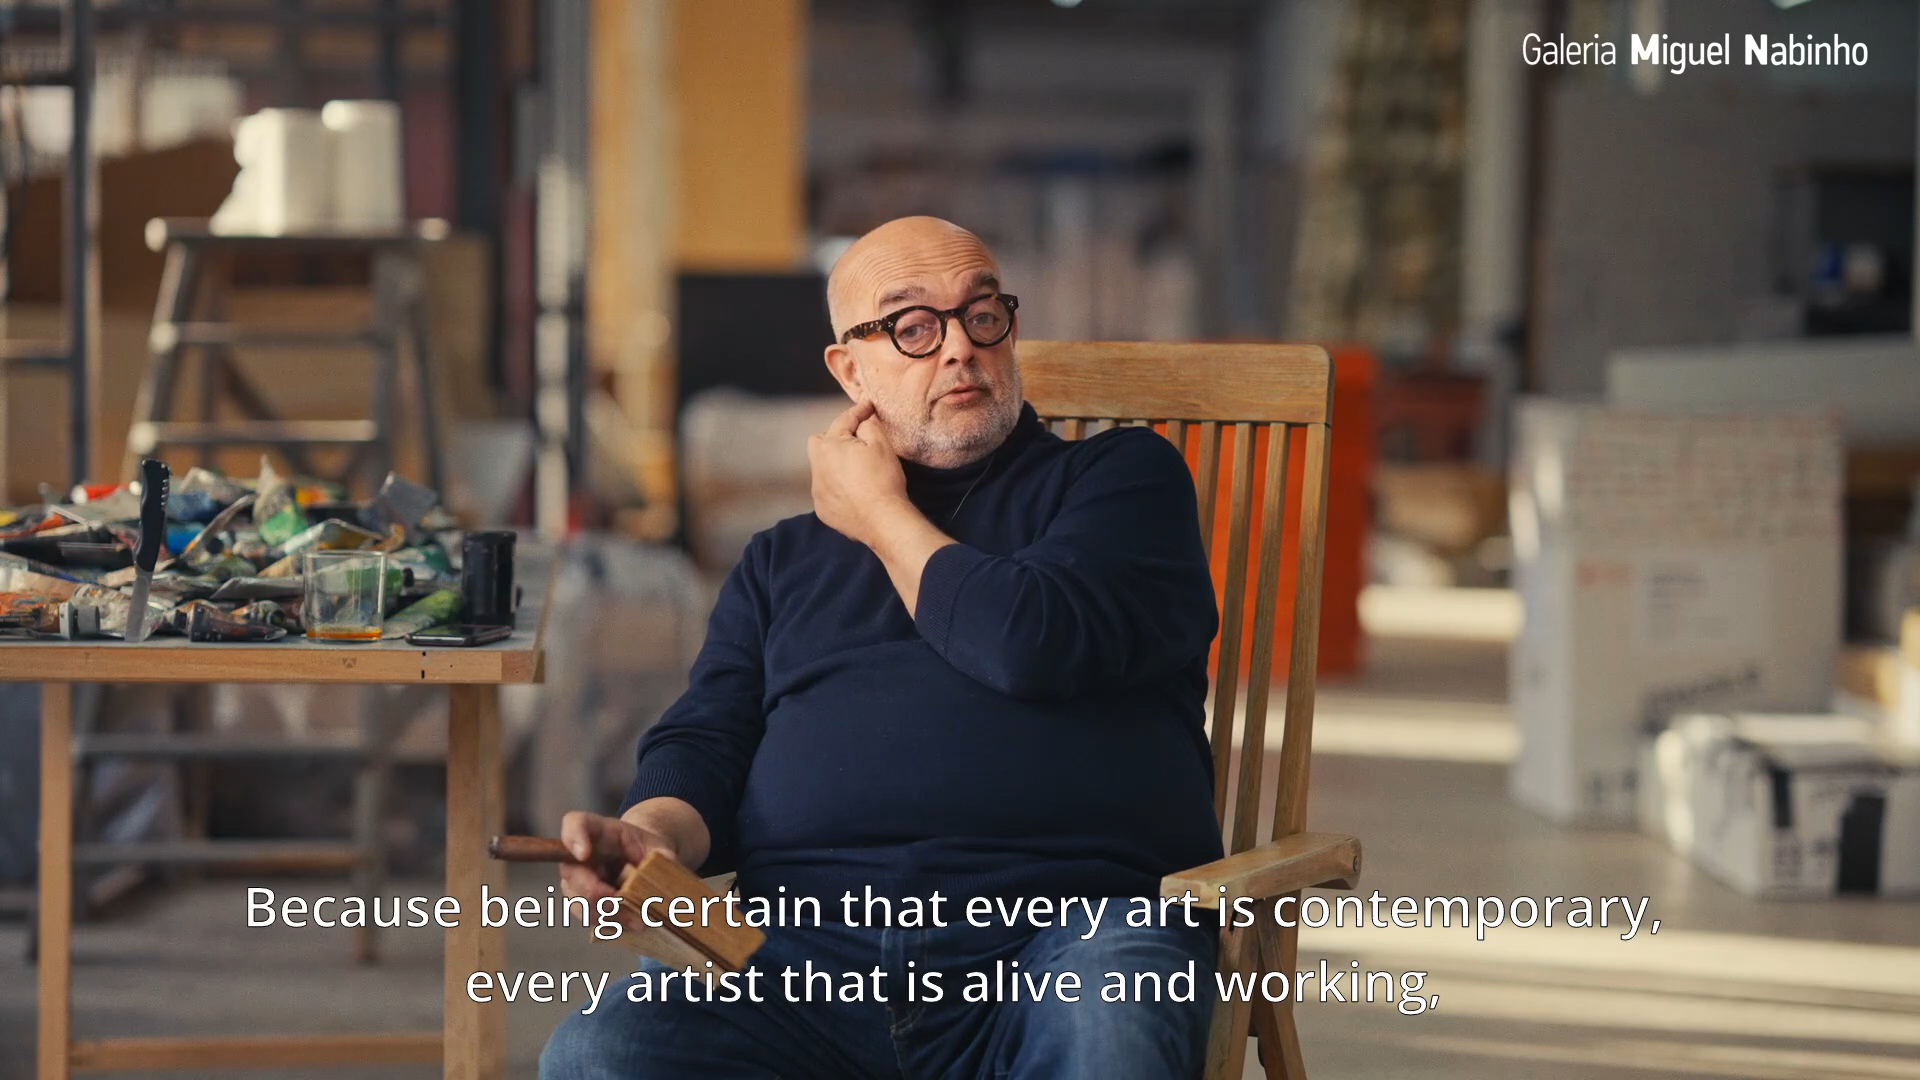 Galeria Miguel Nabinho
Because being certain that every art is contemporary,
every artist that is alive and working,